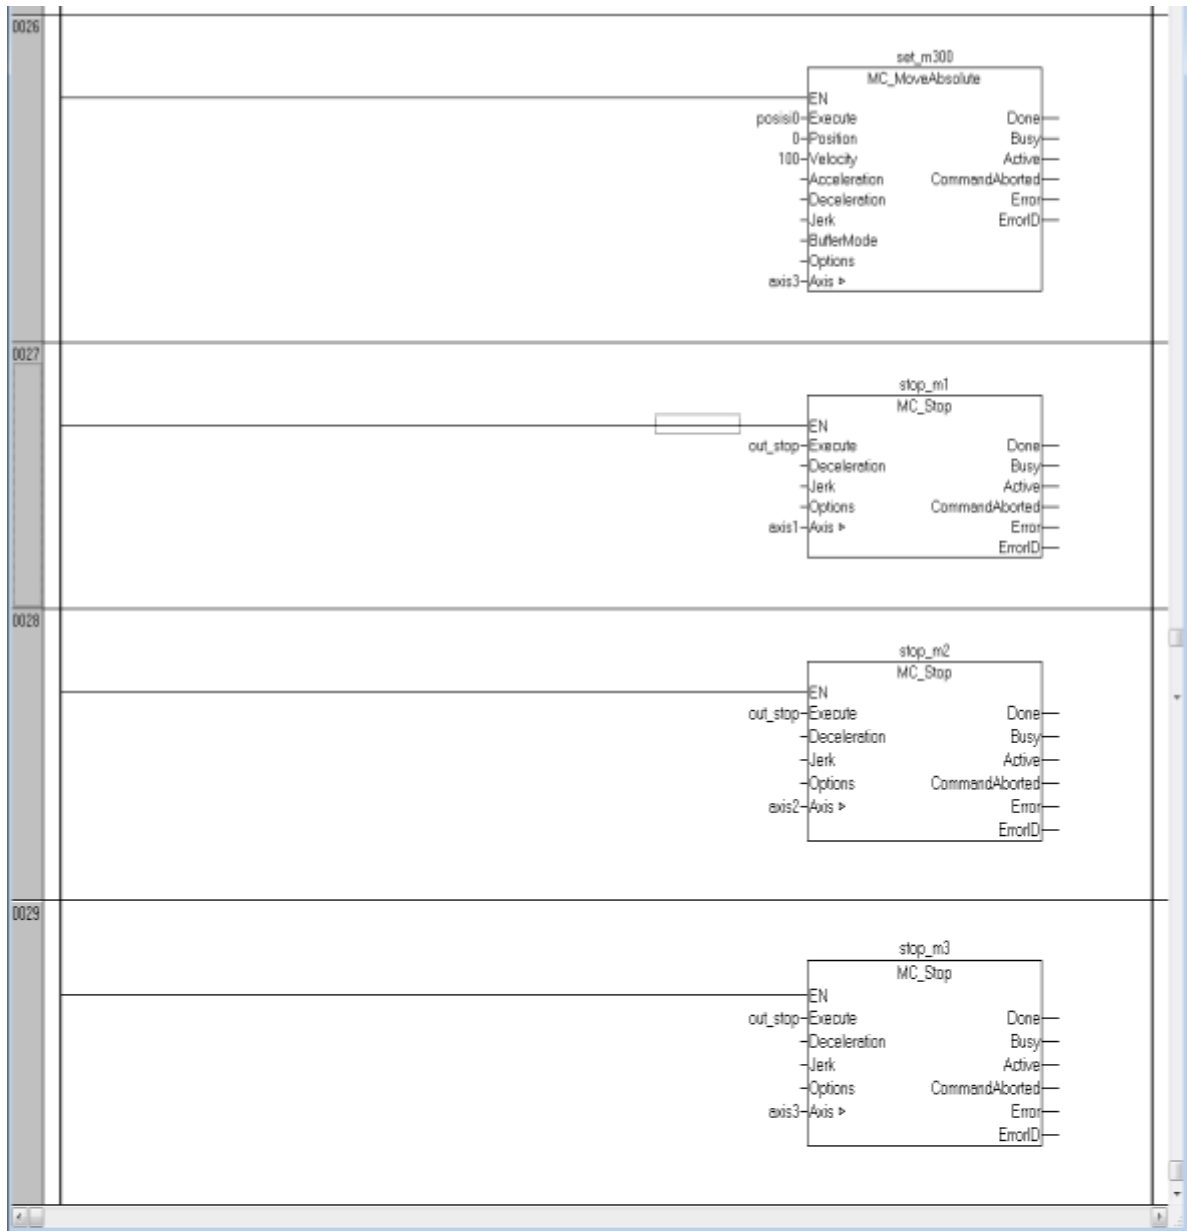 0026
set_m300
MC_MoveAbsolute
EN
posisi0 Execute Done
0 Position Busy
100 Velocity Active
Acceleration CommandAborted
Deceleration Error
Jerk ErrorID
BufferMode
Options
axis3 Axis
0027
stop_m1
MC_Stop
EN
out_stop Execute Done
Deceleration Busy
Jerk Active
Options CommandAborted
axis1 Axis Error
ErrorID
0028
stop_m2
MC_Stop
EN
out_stop Execute Done
Deceleration Busy
Jerk Active
Options CommandAborted
axis2 Axis Error
ErrorID
0029
stop_m3
MC_Stop
EN
out_stop Execute Done
Deceleration Busy
Jerk Active
Options CommandAborted
axis3 Axis Error
ErrorID